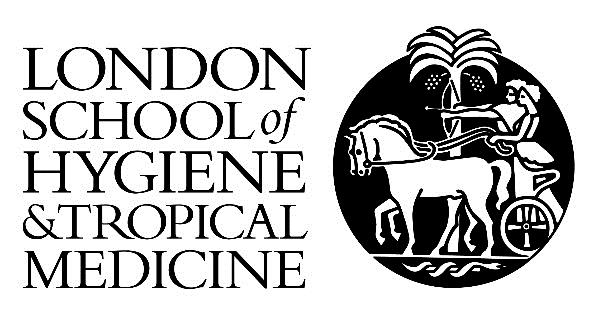 LONDON
SCHOOL of
HYGIENE
& TROPICAL
MEDICINE